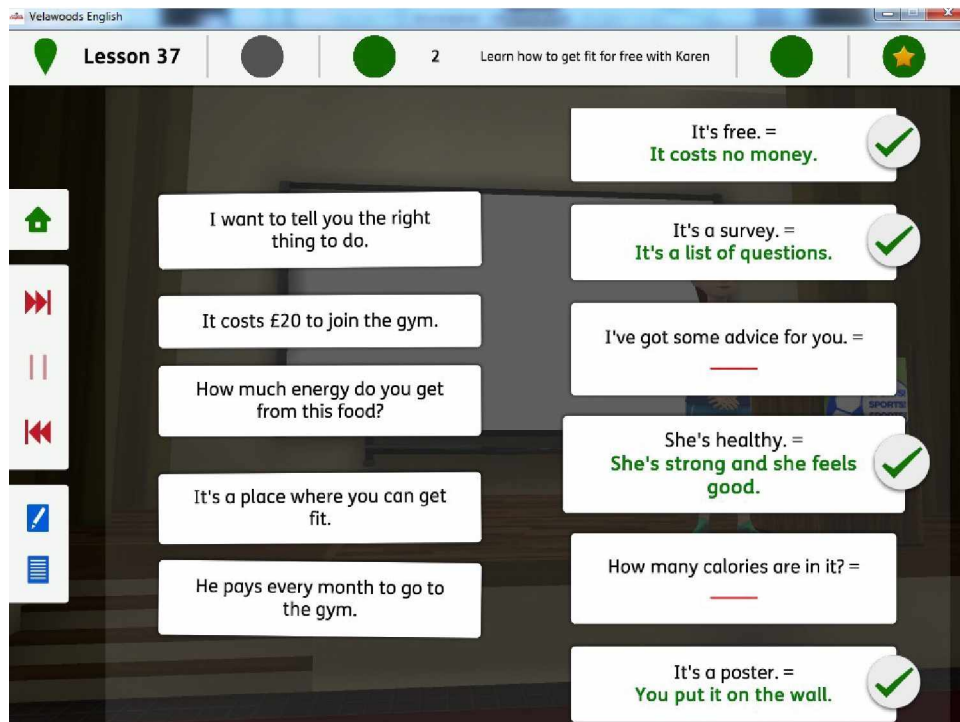 Velawoods English
Lesson 37
2
Learn how to get fit for free with Karen
I want to tell you the right
thing to do.
It costs £20 to join the gym.
How much energy do you get
from this food?
It's a place where you can get
fit.
He pays every month to go to
the gym.
It's free. =
It costs no money.
It's a survey. =
It's a list of questions.
I've got some advice for you. =
She's healthy. =
She's strong and she feels
good.
How many calories are in it? =
It's a poster. =
You put it on the wall.
SPORTS!